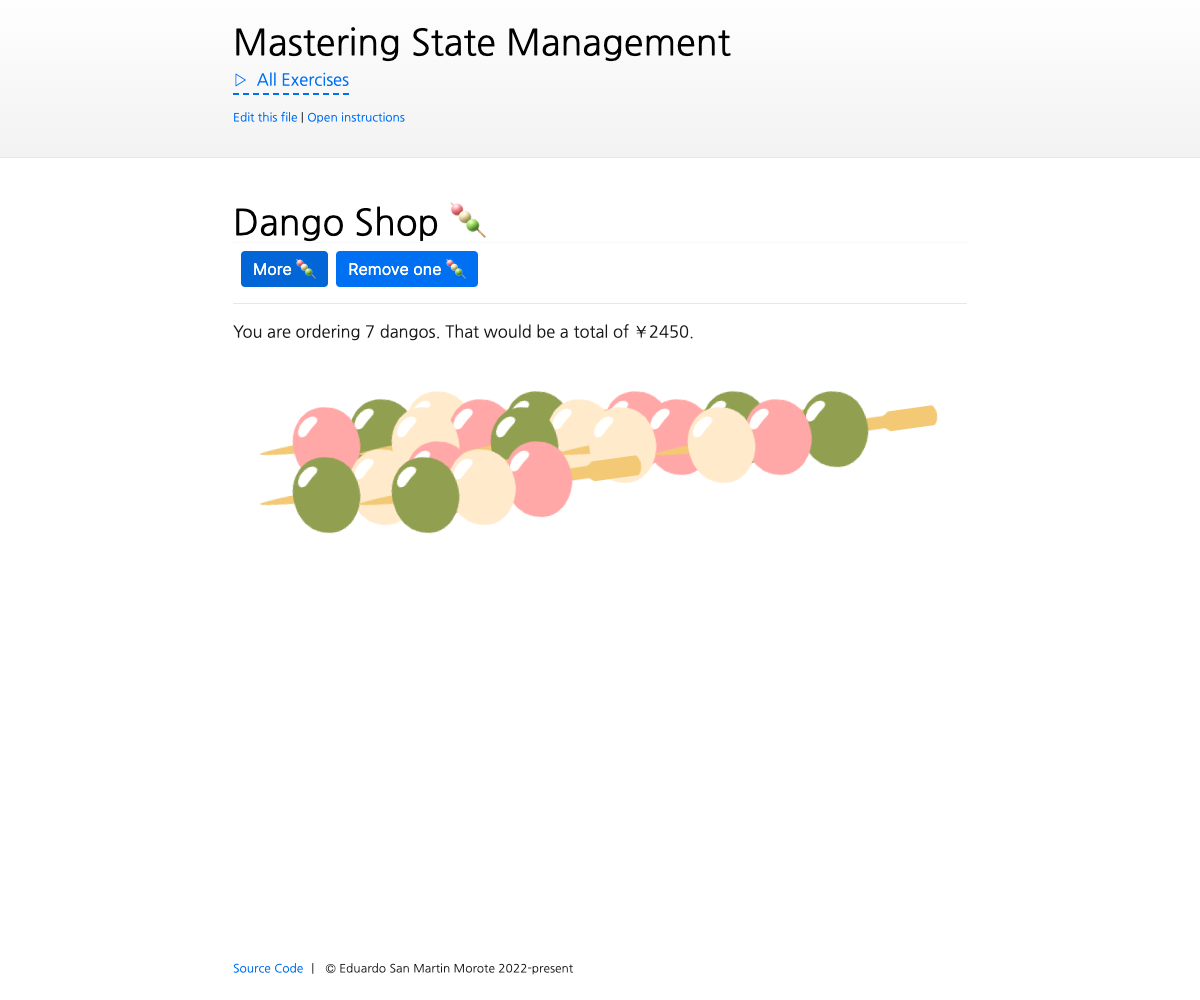 Mastering State Management
▷ All Exercises
Edit this file | Open instructions
Dango Shop 🍡
More 🍡 Remove one 🍡
You are ordering 7 dangos. That would be a total of ¥2450.
Source Code | © Eduardo San Martin Morote 2022-present